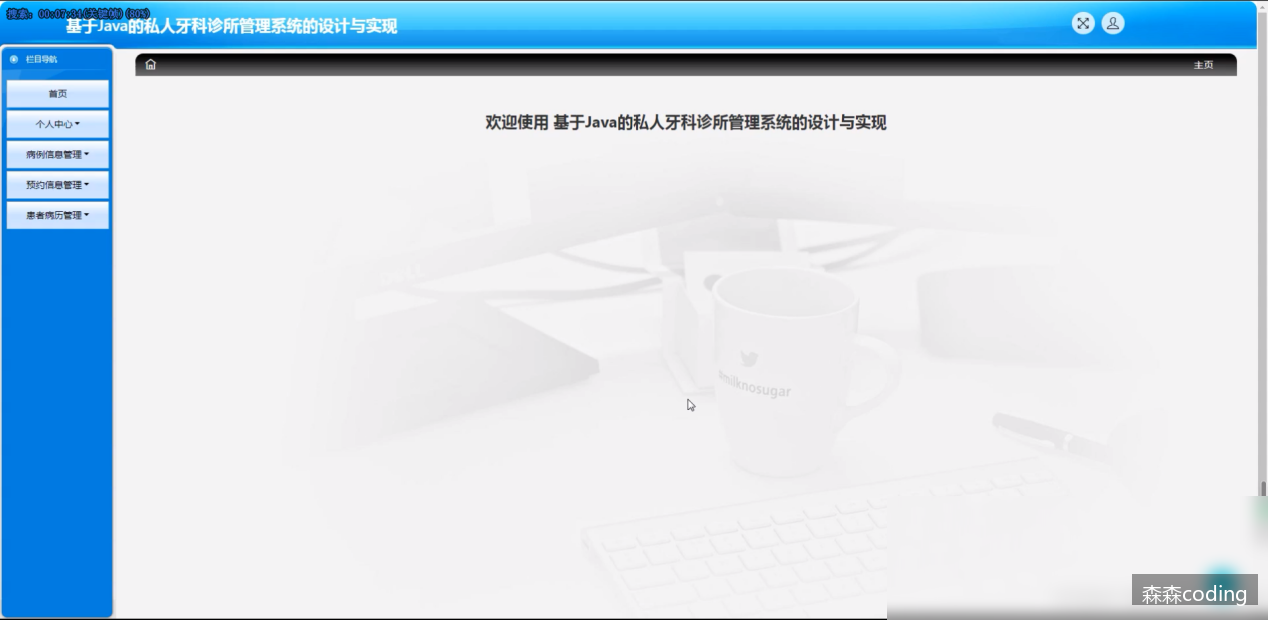 搜索: 00:07:34(关键帧) (80%)
基于Java的私人牙科诊所管理系统的设计与实现
栏目导航
主页
首页
欢迎使用 基于Java的私人牙科诊所管理系统的设计与实现
个人中心
病例信息管理
预约信息管理
患者病历管理
milknosugar
森森coding